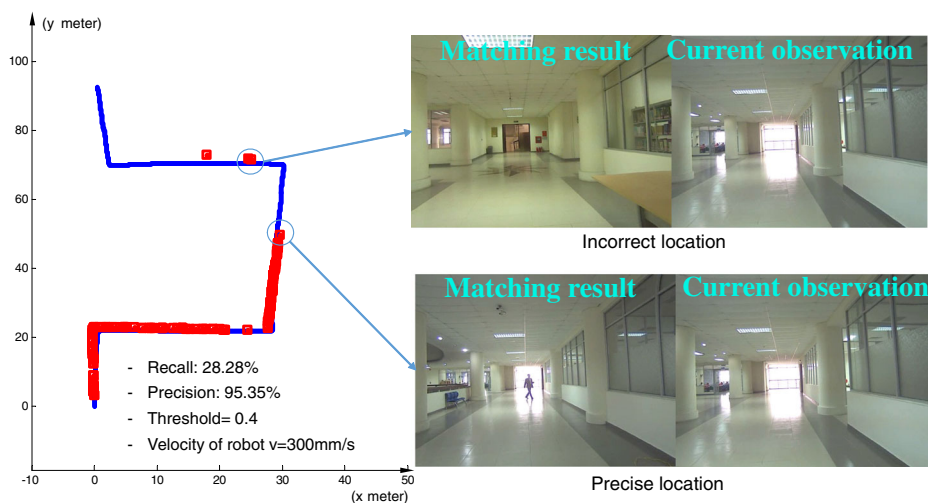 (y meter)
100
80
60
40
20
0
-10
0
10
20
30
40
50
(x meter)
- Recall: 28.28%
- Precision: 95.35%
- Threshold= 0.4
- Velocity of robot v=300mm/s
Matching result
Current observation
Incorrect location
Matching result
Current observation
Precise location